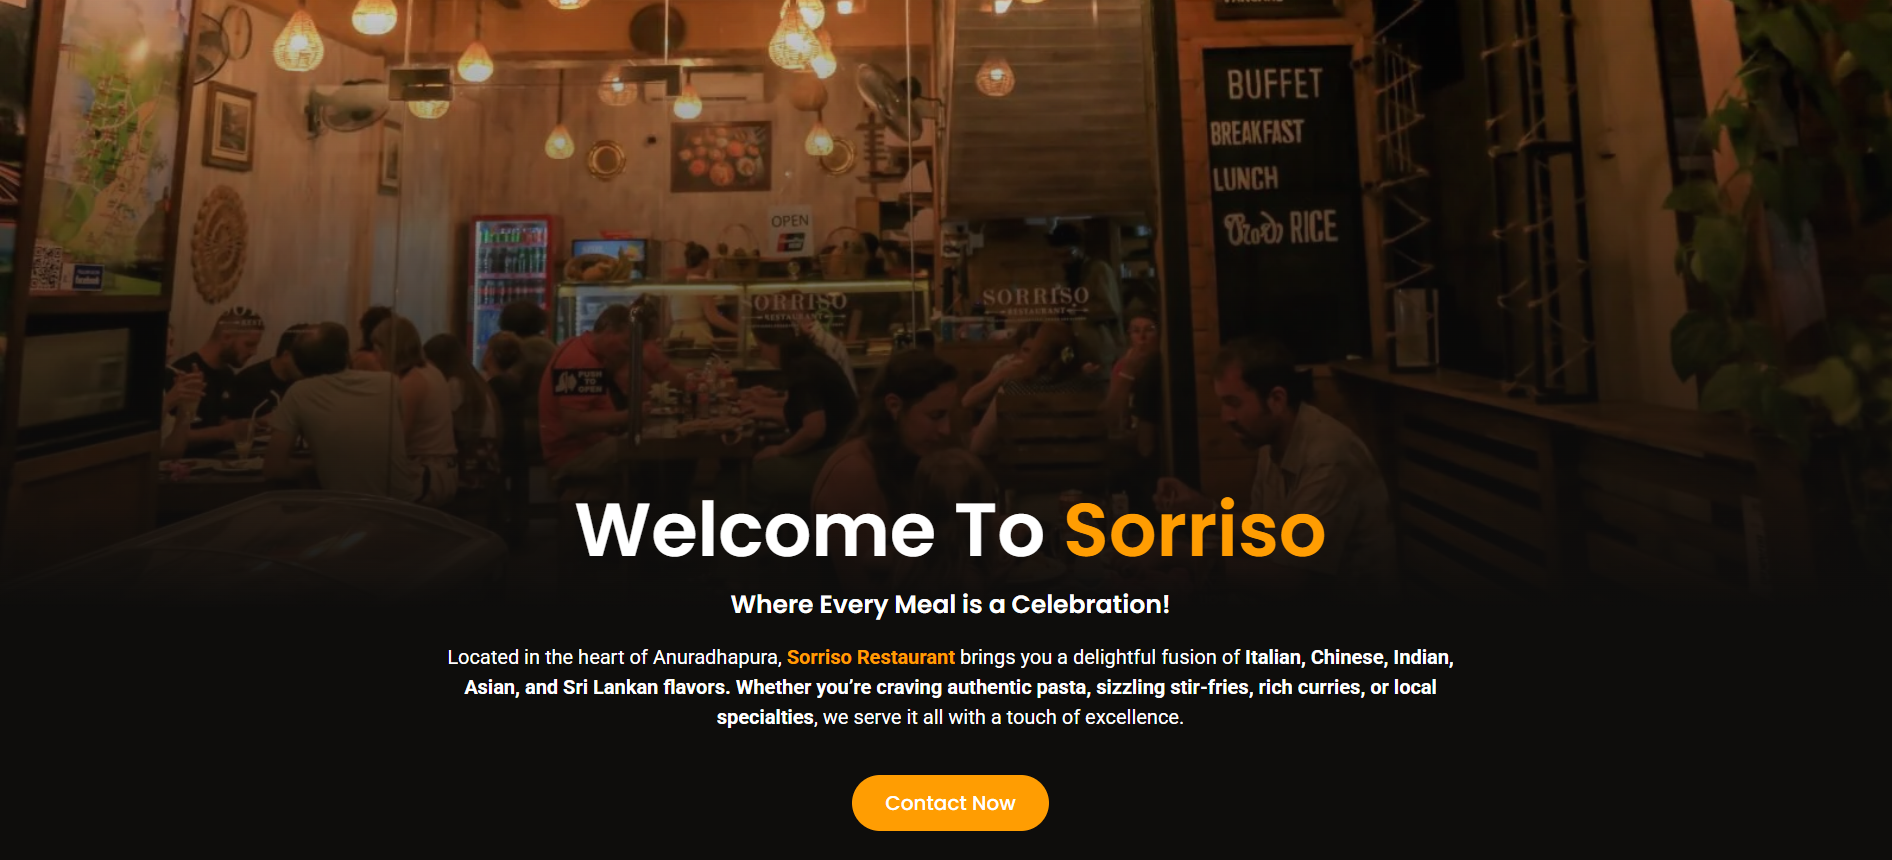 BUFFET
BREAKFAST
LUNCH
RICE
OPEN
SORRISO
RESTAURANT
SORRISO
RESTAURANT
PUSH
TO
OPEN
Welcome To Sorriso
Where Every Meal is a Celebration!
Located in the heart of Anuradhapura, Sorriso Restaurant brings you a delightful fusion of Italian, Chinese, Indian,
Asian, and Sri Lankan flavors. Whether you’re craving authentic pasta, sizzling stir-fries, rich curries, or local
specialties, we serve it all with a touch of excellence.
Contact Now